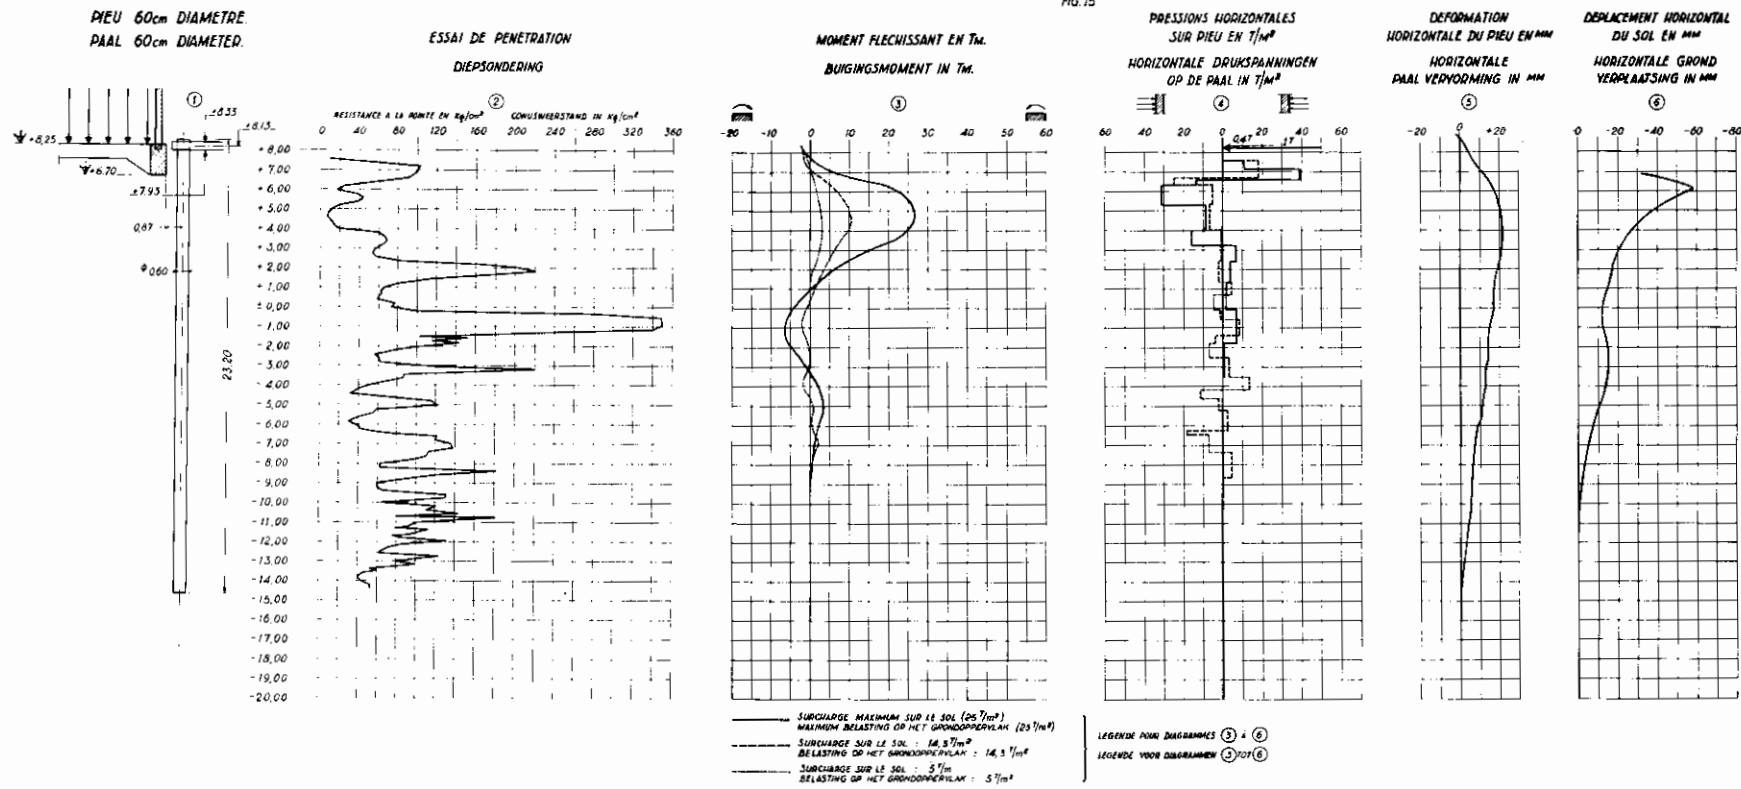 FIG. 15
PIEU 60cm DIAMETRE.
PAAL 60cm DIAMETER.
ESSAI DE PENETRATION
DIEPSONDERING
MOMENT FLECHISSANT EN TM.
BUIGINGSMOMENT IN TM.
PRESSIONS HORIZONTALES
SUR PIEU EN T/M²
HORIZONTALE DRUKSPANNINGEN
OP DE PAAL IN T/M²
DEFORMATION
HORIZONTALE DU PIEU EN MM
HORIZONTALE
PAAL VERVORMING IN MM
DEPLACEMENT HORIZONTAL
DU SOL EN MM
HORIZONTALE GROND
VERPLAATSING IN MM
1
2
3
4
5
6
+8,25
+8.35
+8,15
+6.70
+7.95
0,87
Φ 0,60
23,20
RESISTANCE A LA POINTE EN Kg/cm² CONUSWEERSTAND IN Kg/cm²
0 40 80 120 160 200 240 280 320 360
+8,00
+7,00
+6,00
+5,00
+4,00
+3,00
+2,00
+1,00
±0,00
-1,00
-2,00
-3,00
-4,00
-5,00
-6,00
-7,00
-8,00
-9,00
-10,00
-11,00
-12,00
-13,00
-14,00
-15,00
-16,00
-17,00
-18,00
-19,00
-20,00
-20 -10 0 10 20 30 40 50 60
60 40 20 0 20 40 60
0,47
-20 0 +20
-0 -20 -40 -60 -80
SURCHARGE MAXIMUM SUR LE SOL (25 T/m²)
MAXIMUM BELASTING OP HET GRONDOPPERVLAK (25 T/m²)
SURCHARGE SUR LE SOL : 14,5 T/m²
BELASTING OP HET GRONDOPPERVLAK : 14,5 T/m²
SURCHARGE SUR LE SOL : 5 T/m
BELASTING OP HET GRONDOPPERVLAK : 5 T/m²
LEGENDE POUR DIAGRAMMES 3 à 6
LEGENDE VOOR DIAGRAMMEN 3 TOT 6